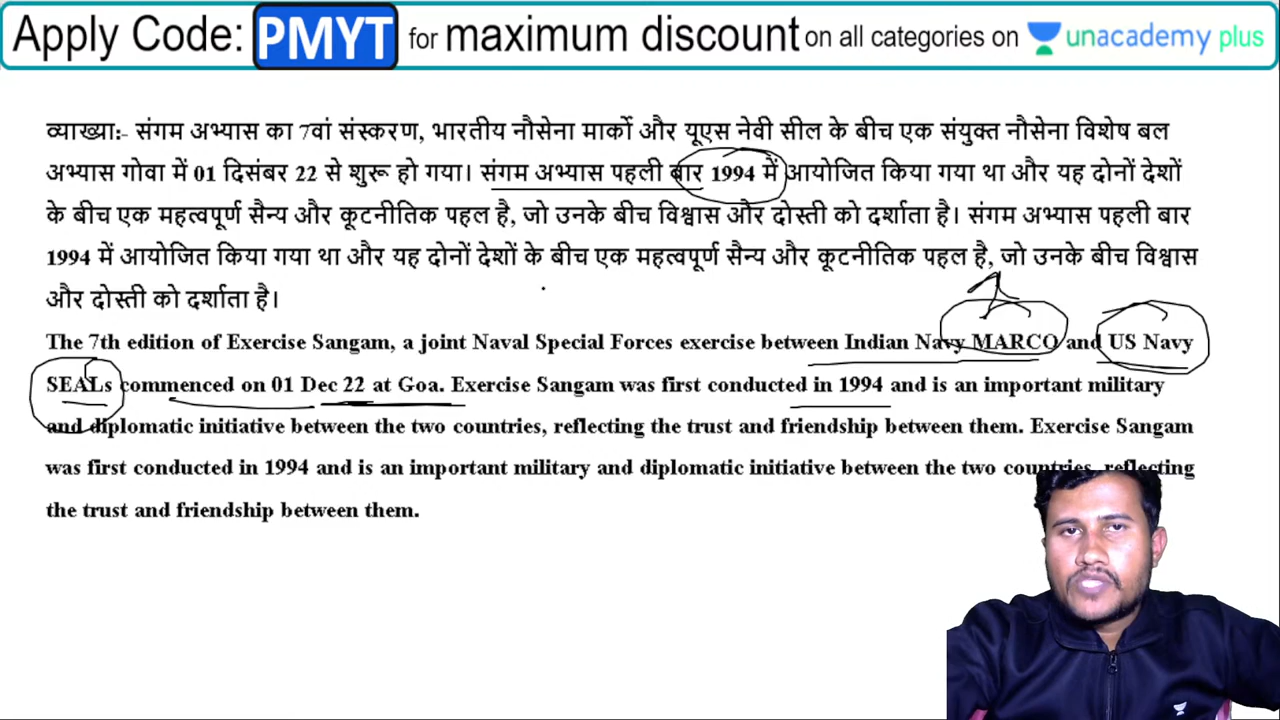 Apply Code: PMYT for maximum discount on all categories on unacademy plus
व्याख्या:- संगम अभ्यास का 7वां संस्करण, भारतीय नौसेना मार्को और यूएस नेवी सील के बीच एक संयुक्त नौसेना विशेष बल
अभ्यास गोवा में 01 दिसंबर 22 से शुरू हो गया। संगम अभ्यास पहली बार 1994 में आयोजित किया गया था और यह दोनों देशों
के बीच एक महत्वपूर्ण सैन्य और कूटनीतिक पहल है, जो उनके बीच विश्वास और दोस्ती को दर्शाता है। संगम अभ्यास पहली बार
1994 में आयोजित किया गया था और यह दोनों देशों के बीच एक महत्वपूर्ण सैन्य और कूटनीतिक पहल है, जो उनके बीच विश्वास
और दोस्ती को दर्शाता है।
The 7th edition of Exercise Sangam, a joint Naval Special Forces exercise between Indian Navy MARCO and US Navy
SEALs commenced on 01 Dec 22 at Goa. Exercise Sangam was first conducted in 1994 and is an important military
and diplomatic initiative between the two countries, reflecting the trust and friendship between them. Exercise Sangam
was first conducted in 1994 and is an important military and diplomatic initiative between the two countries, reflecting
the trust and friendship between them.